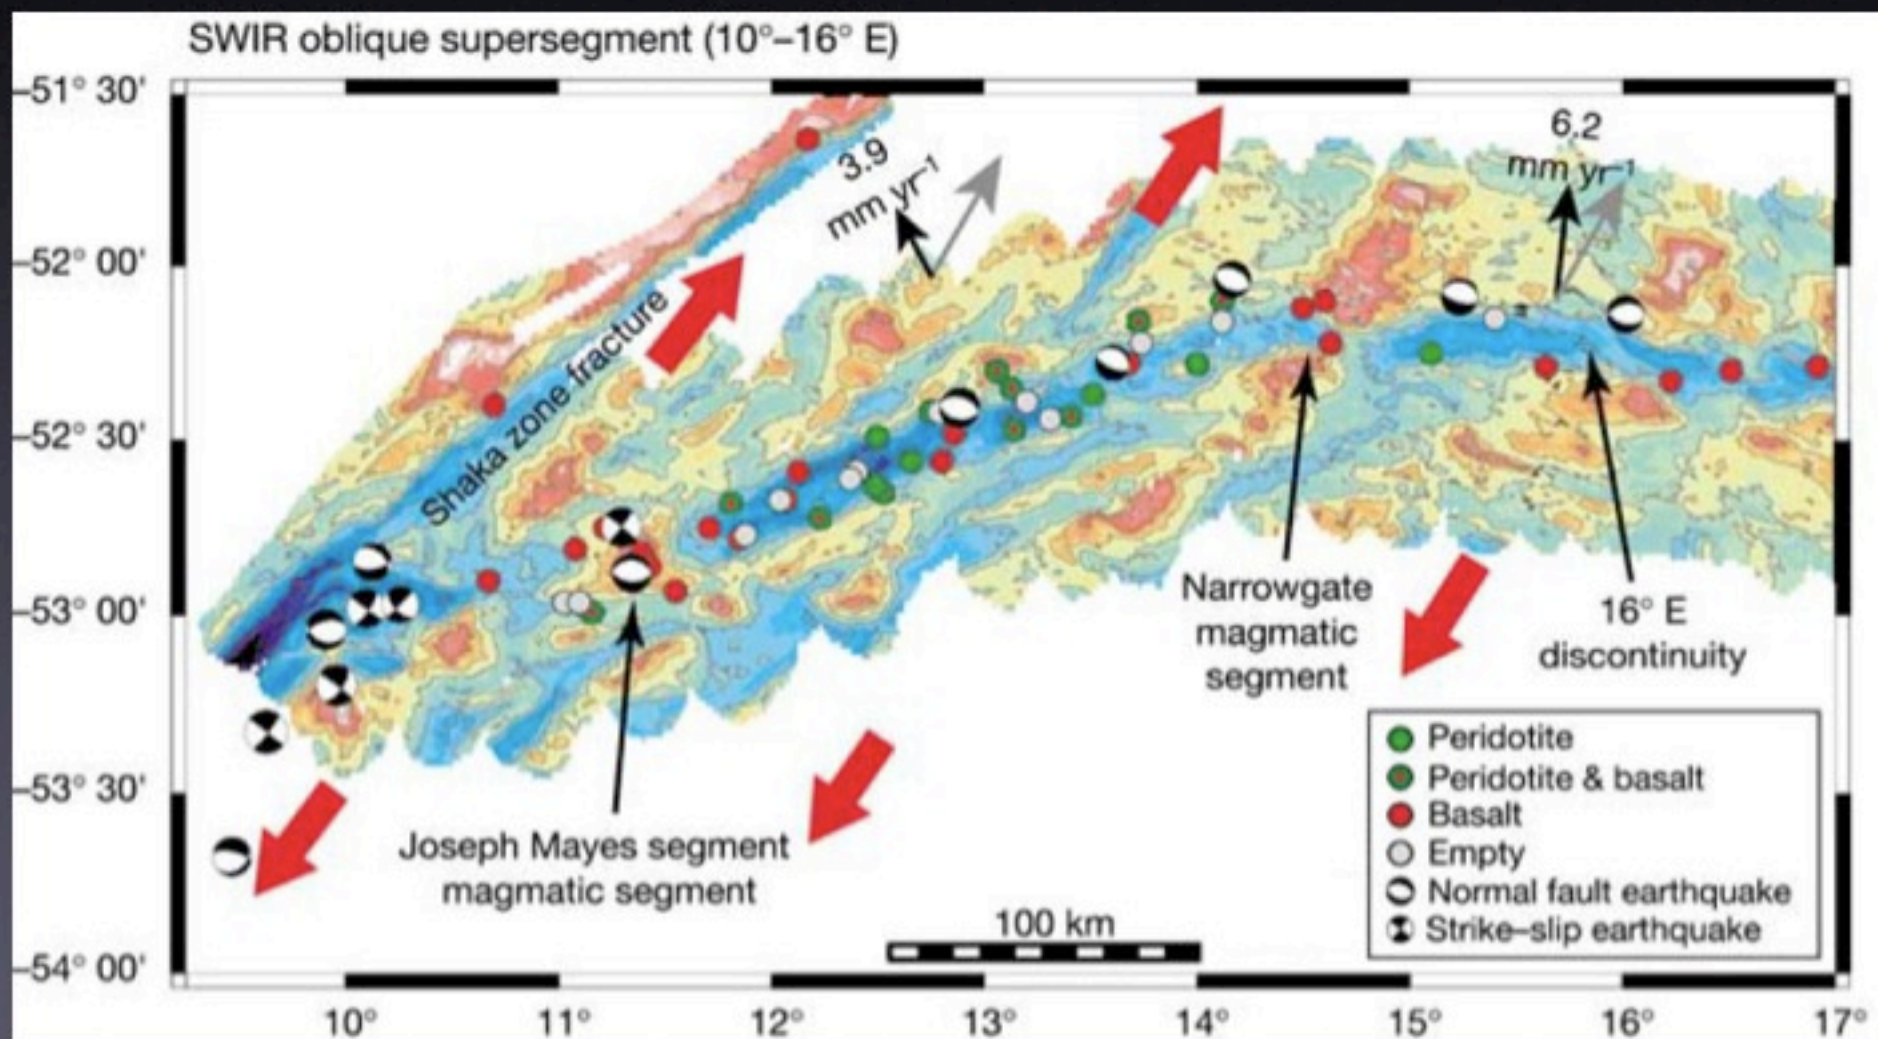 SWIR oblique supersegment (10°–16° E)
–51° 30'
–52° 00'
–52° 30'
–53° 00'
–53° 30'
–54° 00'
3.9
mm yr⁻¹
6.2
mm yr⁻¹
Shaka zone fracture
Narrowgate
magmatic
segment
16° E
discontinuity
Joseph Mayes segment
magmatic segment
100 km
Peridotite
Peridotite & basalt
Basalt
Empty
Normal fault earthquake
Strike–slip earthquake
10° 11° 12° 13° 14° 15° 16° 17°